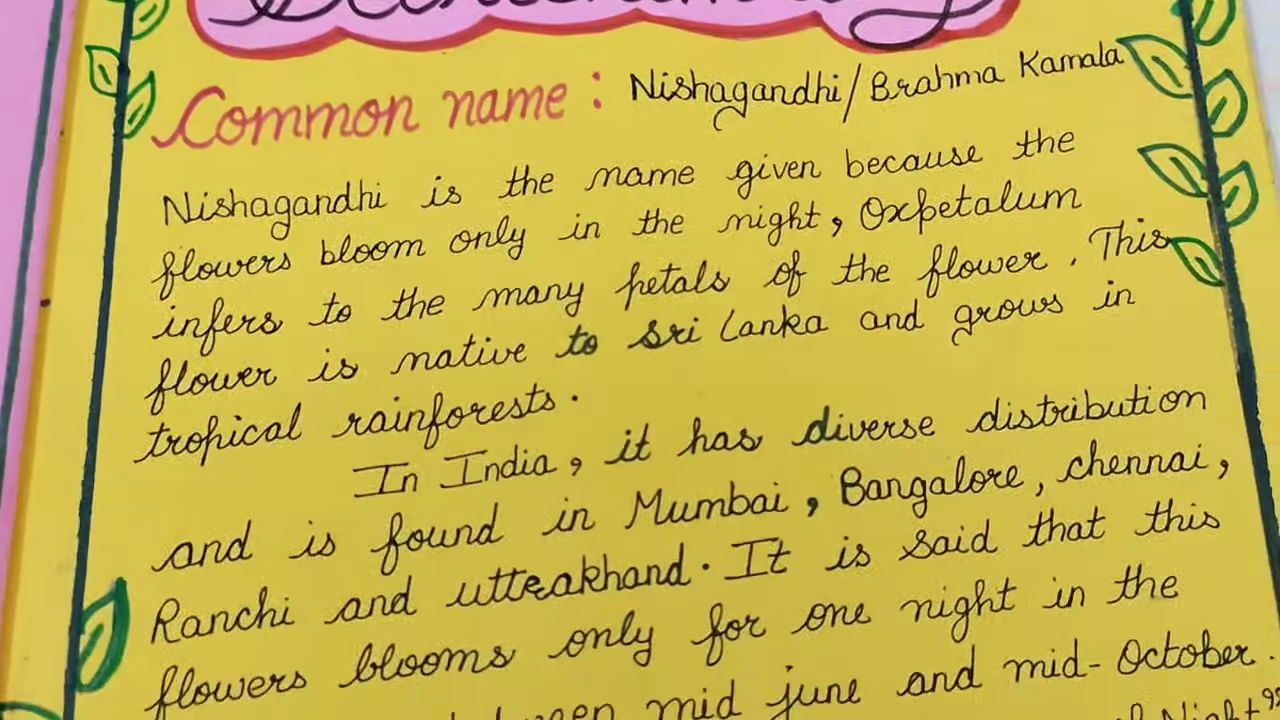 Common name : Nishagandhi/Brahma Kamala
Nishagandhi is the name given because the
flowers bloom only in the night, Oxpetalum
infers to the many petals of the flower. This
flower is native to sri Lanka and grows in
tropical rainforests.
In India, it has diverse distribution
and is found in Mumbai, Bangalore, chennai,
Ranchi and uttrakhand. It is said that this
flowers blooms only for one night in the
mid june and mid-October.